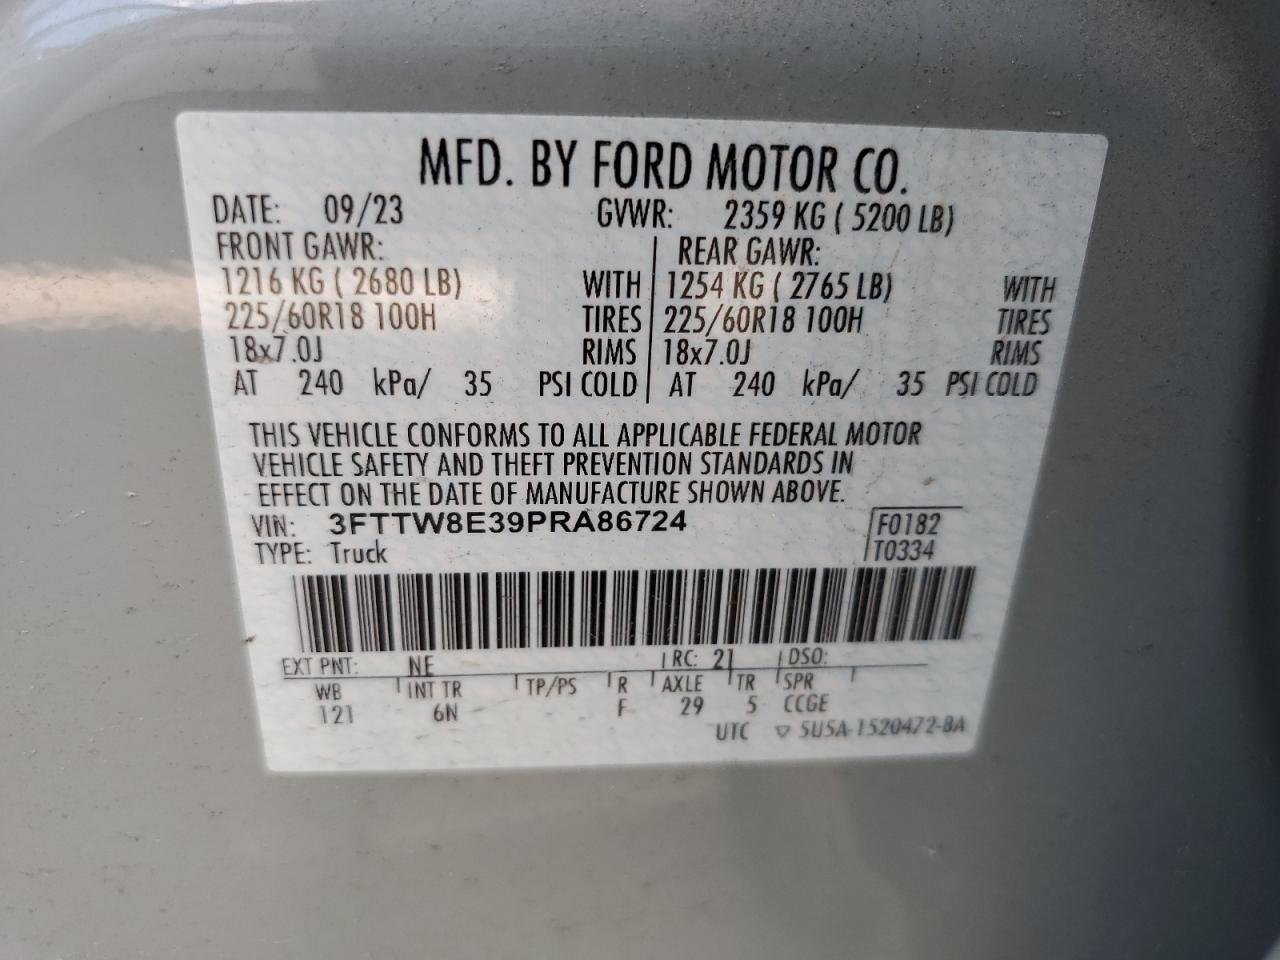 MFD. BY FORD MOTOR CO.
DATE: 09/23 GVWR: 2359 KG ( 5200 LB)
FRONT GAWR: REAR GAWR:
1216 KG ( 2680 LB) WITH 1254 KG ( 2765 LB) WITH
225/60R18 100H TIRES 225/60R18 100H TIRES
18x7.0J RIMS 18x7.0J RIMS
AT 240 kPa/ 35 PSI COLD AT 240 kPa/ 35 PSI COLD
THIS VEHICLE CONFORMS TO ALL APPLICABLE FEDERAL MOTOR
VEHICLE SAFETY AND THEFT PREVENTION STANDARDS IN
EFFECT ON THE DATE OF MANUFACTURE SHOWN ABOVE.
VIN: 3FTTW8E39PRA86724 F0182
TYPE: Truck T0334
EXT PNT: NE RC: 21 DSO:
WB INT TR TP/PS R AXLE TR SPR
121 6N F 29 5 CCGE
UTC ▽ 5U5A-1520472-BA